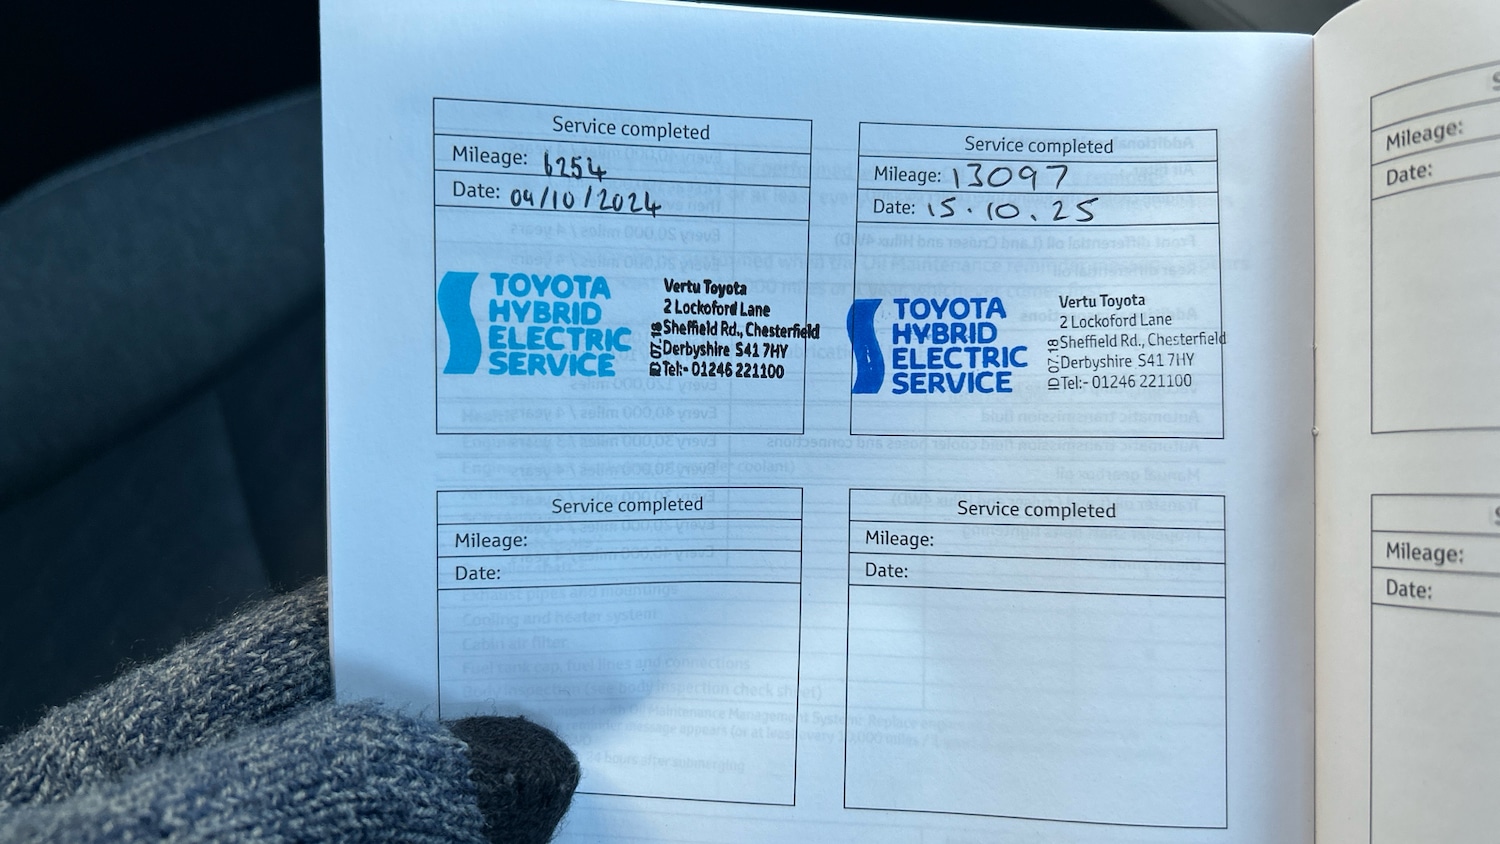 Service completed
Mileage: 6254
Date: 04/10/2024
TOYOTA
HYBRID
ELECTRIC
SERVICE
Vertu Toyota
2 Lockoford Lane
Sheffield Rd., Chesterfield
Derbyshire S41 7HY
Tel:- 01246 221100
ID 07.18
Service completed
Mileage: 13097
Date: 15.10.25
TOYOTA
HYBRID
ELECTRIC
SERVICE
Vertu Toyota
2 Lockoford Lane
Sheffield Rd., Chesterfield
Derbyshire S41 7HY
Tel:- 01246 221100
ID 07.18
Service completed
Mileage:
Date:
Service completed
Mileage:
Date:
Mileage:
Date:
Mileage:
Date: